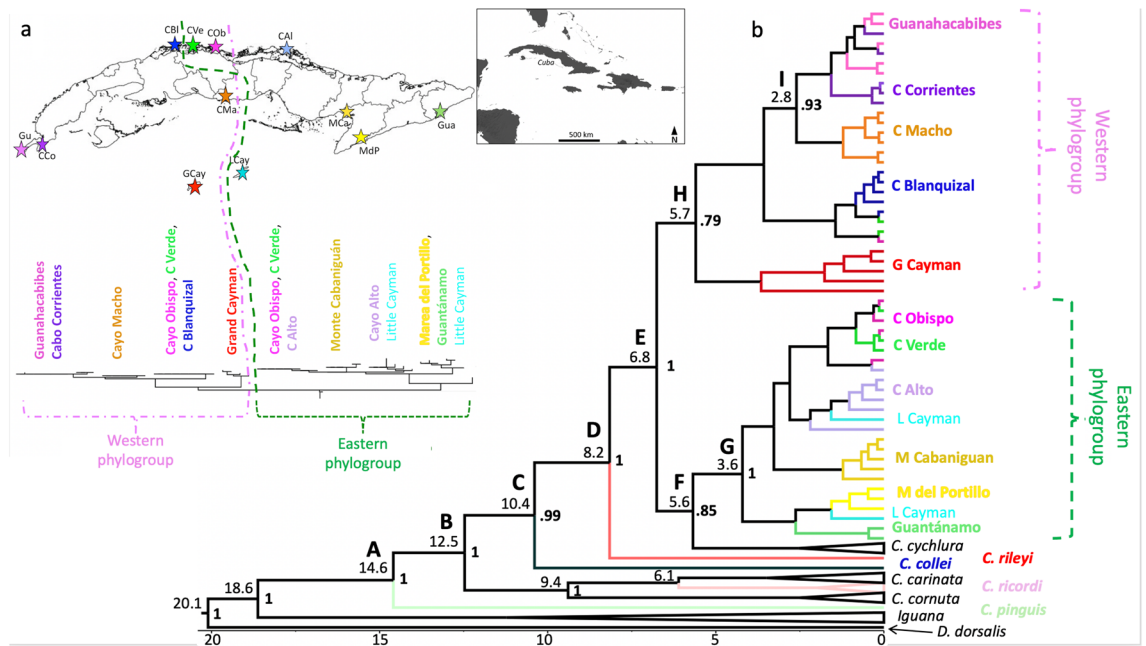 a
CBl
CVe
COb
CAl
CMa
MCa
Gua
MdP
Gu
CCo
LCay
GCay
Cuba
500 km
N
Guanahacabibes
Cabo Corrientes
Cayo Macho
Cayo Obispo, C Verde,
C Blanquizal
Grand Cayman
Cayo Obispo, C Verde,
C Alto
Monte Cabaniguán
Cayo Alto
Little Cayman
Marea del Portillo,
Guantánamo
Little Cayman
Western
phylogroup
Eastern
phylogroup
b
Guanahacabibes
C Corrientes
C Macho
C Blanquizal
G Cayman
Western
phylogroup
C Obispo
C Verde
C Alto
L Cayman
M Cabaniguan
M del Portillo
L Cayman
Guantánamo
Eastern
phylogroup
C. cychlura
C. rileyi
C. collei
C. carinata
C. ricordi
C. cornuta
C. pinguis
Iguana
D. dorsalis
I
2.8
.93
H
5.7
.79
E
6.8
1
G
3.6
1
F
5.6
.85
D
8.2
1
C
10.4
.99
B
12.5
1
A
14.6
1
9.4
1
6.1
18.6
1
20.1
1
20
15
10
5
0